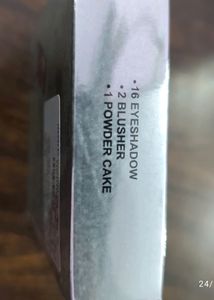 • 16 EYESHADOW
• 2 BLUSHER
• 1 POWDER CAKE
24/